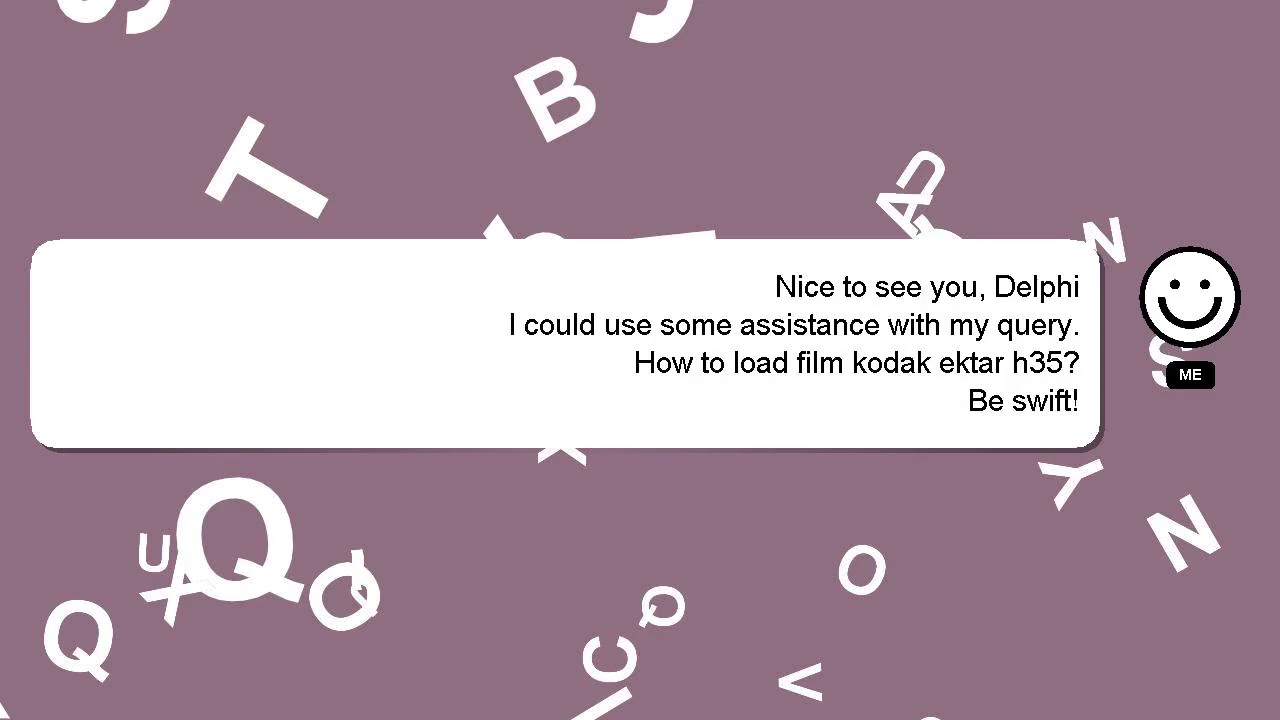 Nice to see you, Delphi
I could use some assistance with my query.
How to load film kodak ektar h35?
Be swift!
ME